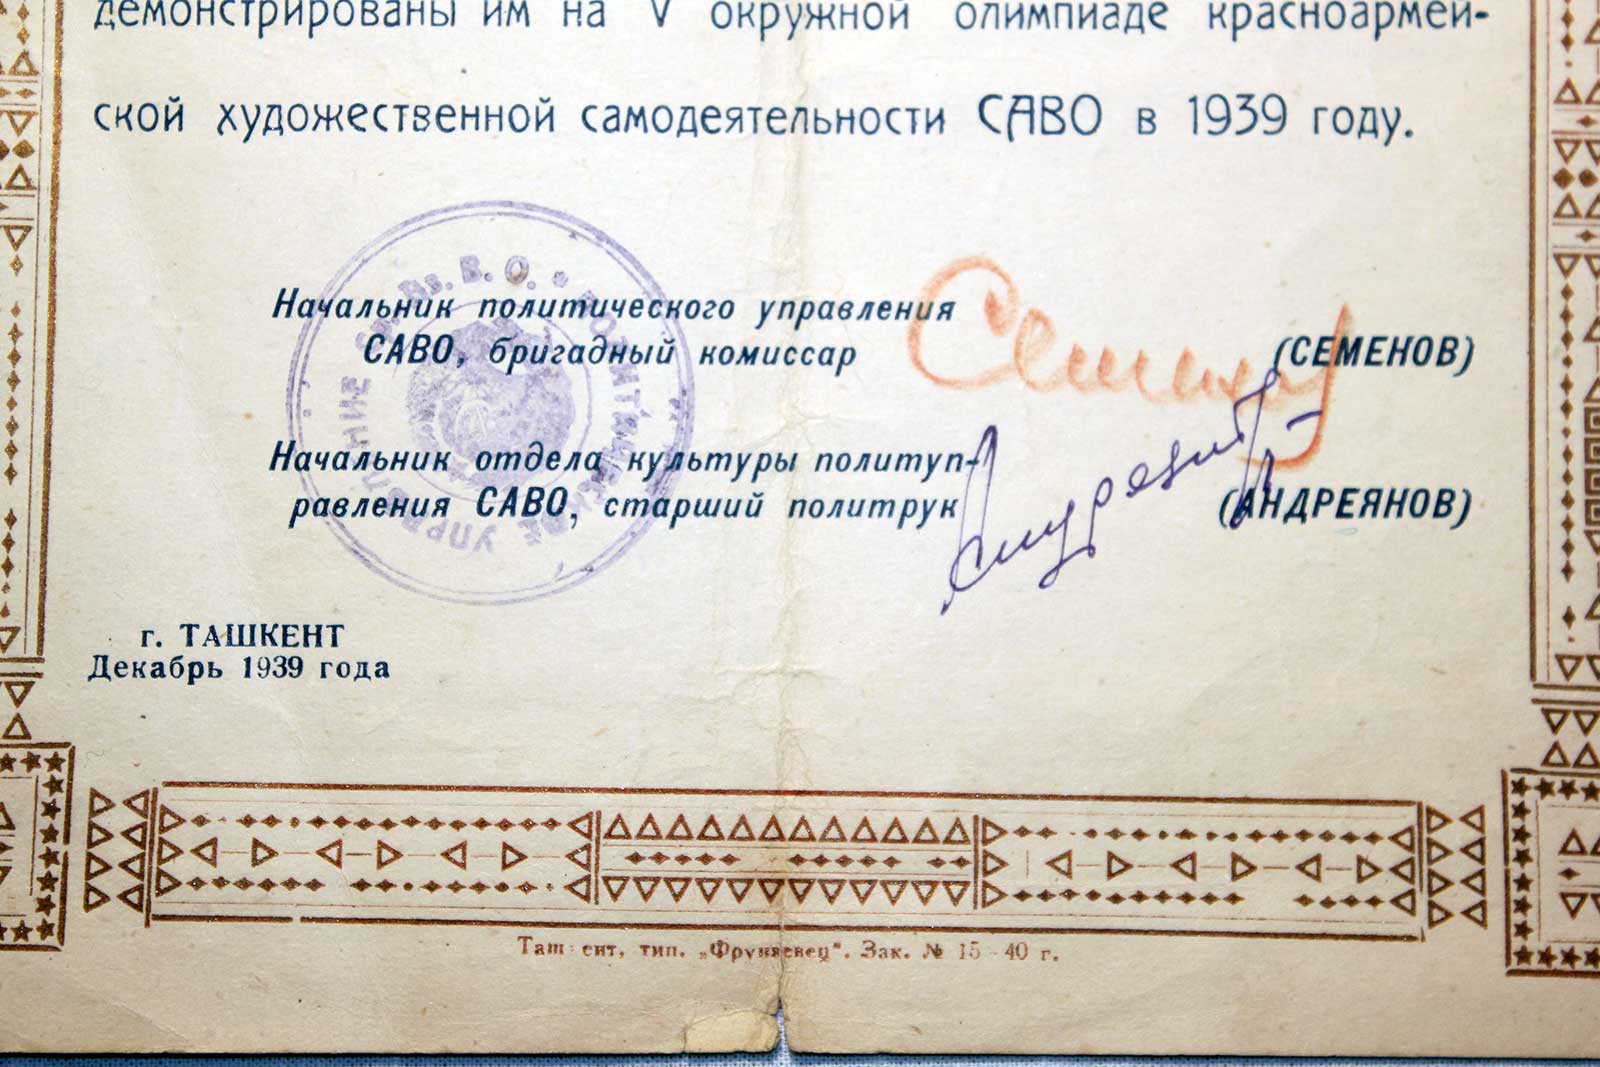 демонстрированы им на V окружной олимпиаде красноармей-
ской художественной самодеятельности САВО в 1939 году.
Начальник политического управления
САВО, бригадный комиссар
(СЕМЕНОВ)
Начальник отдела культуры политуп-
равления САВО, старший политрук
(АНДРЕЯНОВ)
г. ТАШКЕНТ
Декабрь 1939 года
Ташкент, тип. „Фрунзевец". Зак. № 15—40 г.